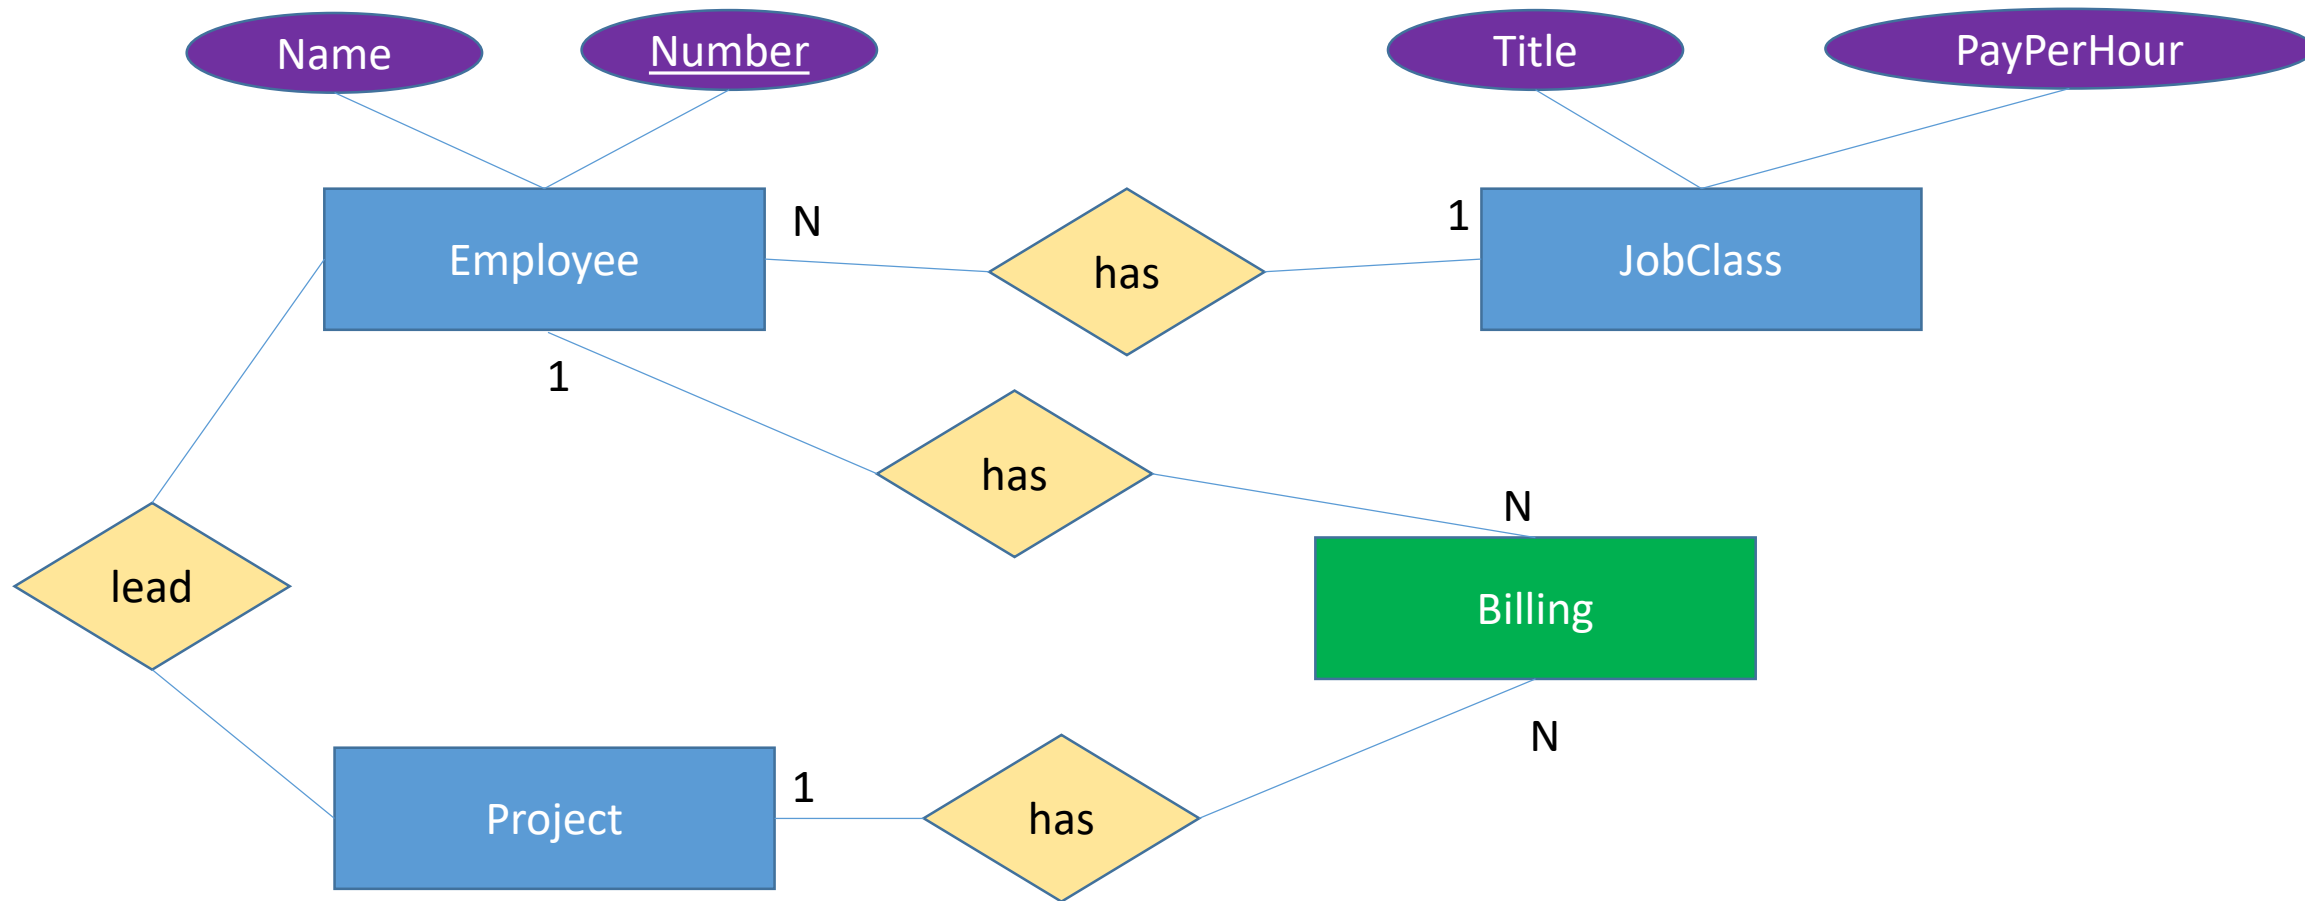 Name
Number
Title
PayPerHour
Employee
N
has
1
JobClass
1
has
N
lead
Billing
N
Project
1
has